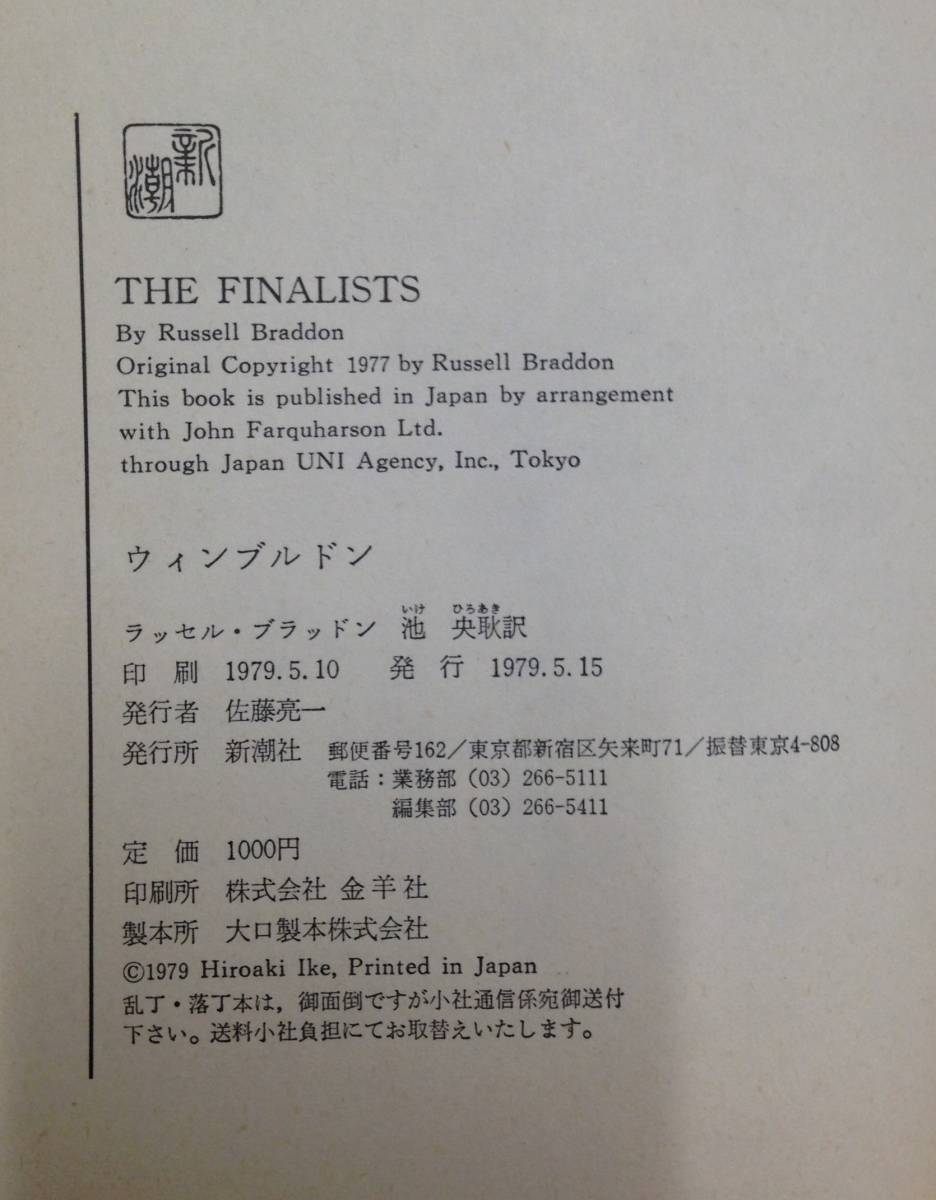 新潮
THE FINALISTS
By Russell Braddon
Original Copyright 1977 by Russell Braddon
This book is published in Japan by arrangement
with John Farquharson Ltd.
through Japan UNI Agency, Inc., Tokyo
ウィンブルドン
いけ ひろあき
ラッセル・ブラッドン 池 央耿訳
印 刷 1979.5.10 発 行 1979.5.15
発行者 佐藤亮一
発行所 新潮社 郵便番号162/東京都新宿区矢来町71/振替東京4-808
電話:業務部(03)266-5111
編集部(03)266-5411
定 価 1000円
印刷所 株式会社 金羊社
製本所 大口製本株式会社
©1979 Hiroaki Ike, Printed in Japan
乱丁・落丁本は,御面倒ですが小社通信係宛御送付
下さい。送料小社負担にてお取替えいたします。